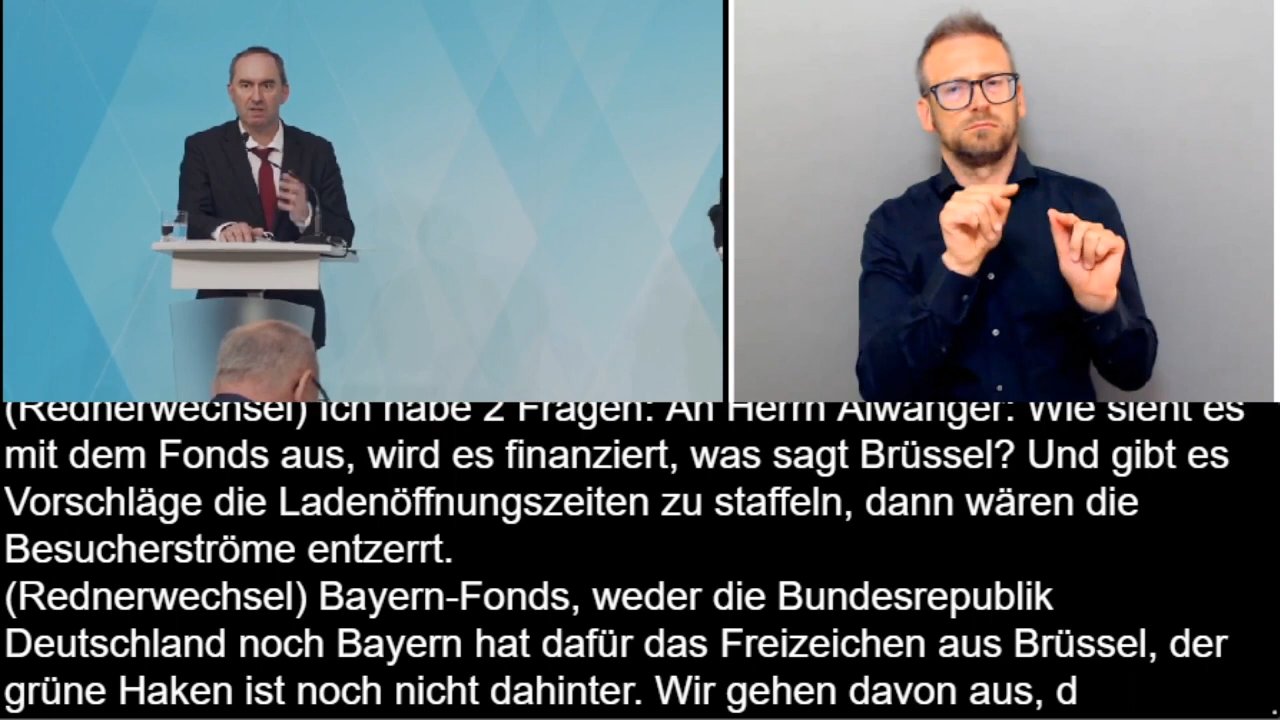 (Rednerwechsel) Ich habe 2 Fragen: An Herrn Aiwanger: Wie sieht es
mit dem Fonds aus, wird es finanziert, was sagt Brüssel? Und gibt es
Vorschläge die Ladenöffnungszeiten zu staffeln, dann wären die
Besucherströme entzerrt.
(Rednerwechsel) Bayern-Fonds, weder die Bundesrepublik
Deutschland noch Bayern hat dafür das Freizeichen aus Brüssel, der
grüne Haken ist noch nicht dahinter. Wir gehen davon aus, d